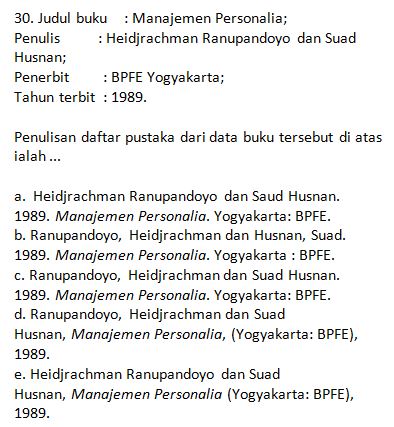 30. Judul buku : Manajemen Personalia;
Penulis : Heidjrachman Ranupandoyo dan Suad
Husnan;
Penerbit : BPFE Yogyakarta;
Tahun terbit : 1989.
Penulisan daftar pustaka dari data buku tersebut di atas
ialah ...
a. Heidjrachman Ranupandoyo dan Saud Husnan.
1989. Manajemen Personalia. Yogyakarta: BPFE.
b. Ranupandoyo, Heidjrachman dan Husnan, Suad.
1989. Manajemen Personalia. Yogyakarta : BPFE.
c. Ranupandoyo, Heidjrachman dan Suad Husnan.
1989. Manajemen Personalia. Yogyakarta: BPFE.
d. Ranupandoyo, Heidjrachman dan Suad
Husnan, Manajemen Personalia, (Yogyakarta: BPFE),
1989.
e. Heidjrachman Ranupandoyo dan Suad
Husnan, Manajemen Personalia (Yogyakarta: BPFE),
1989.